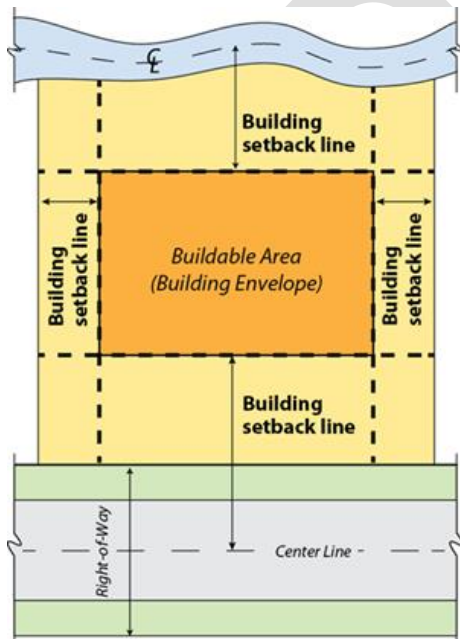 ℄
Building
setback line
Buildable Area
(Building Envelope)
Building
setback line
Building
setback line
Building
setback line
Right-of-Way
Center Line